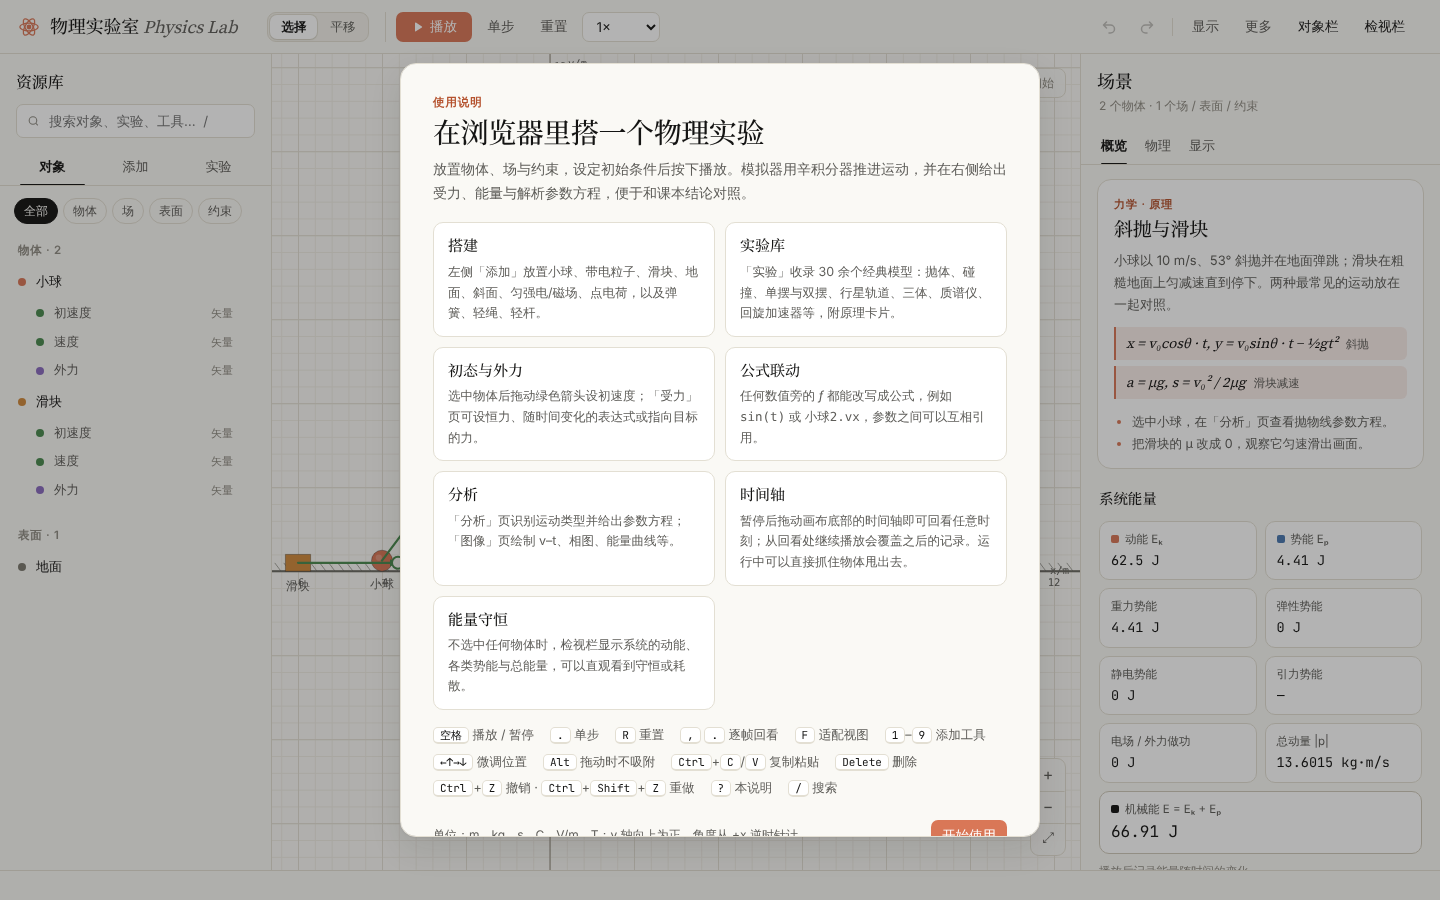 物理实验室 Physics Lab
选择
平移
播放
单步
重置
1×
显示
更多
对象栏
检视栏
资源库
搜索对象、实验、工具... /
对象
添加
实验
全部
物体
场
表面
约束
物体 · 2
小球
初速度 矢量
速度 矢量
外力 矢量
滑块
初速度 矢量
速度 矢量
外力 矢量
表面 · 1
地面
滑块
小球
x/m
12
使用说明
在浏览器里搭一个物理实验
放置物体、场与约束，设定初始条件后按下播放。模拟器用辛积分器推进运动，并在右侧给出
受力、能量与解析参数方程，便于和课本结论对照。
搭建
左侧「添加」放置小球、带电粒子、滑块、地
面、斜面、匀强电/磁场、点电荷，以及弹
簧、轻绳、轻杆。
实验库
「实验」收录 30 余个经典模型：抛体、碰
撞、单摆与双摆、行星轨道、三体、质谱仪、
回旋加速器等，附原理卡片。
初态与外力
选中物体后拖动绿色箭头设初速度；「受力」
页可设恒力、随时间变化的表达式或指向目标
的力。
公式联动
任何数值旁的 ƒ 都能改写成公式，例如
sin(t) 或 小球2.vx，参数之间可以互相引
用。
分析
「分析」页识别运动类型并给出参数方程；
「图像」页绘制 v–t、相图、能量曲线等。
时间轴
暂停后拖动画布底部的时间轴即可回看任意时
刻；从回看处继续播放会覆盖之后的记录。运
行中可以直接抓住物体甩出去。
能量守恒
不选中任何物体时，检视栏显示系统的动能、
各类势能与总能量，可以直观看到守恒或耗
散。
空格 播放 / 暂停 . 单步 R 重置 , . 逐帧回看 F 适配视图 1–9 添加工具
←↑→↓ 微调位置 Alt 拖动时不吸附 Ctrl+C/V 复制粘贴 Delete 删除
Ctrl+Z 撤销 · Ctrl+Shift+Z 重做 ? 本说明 / 搜索
单位：m、kg、s、C、V/m、T；y 轴向上为正，角度从 +x 逆时针计。
开始使用
场景
2 个物体 · 1 个场 / 表面 / 约束
概览
物理
显示
力学 · 原理
斜抛与滑块
小球以 10 m/s、53° 斜抛并在地面弹跳；滑块在粗
糙地面上匀减速直到停下。两种最常见的运动放在
一起对照。
x = v₀cosθ · t, y = v₀sinθ · t − ½gt² 斜抛
a = μg, s = v₀² / 2μg 滑块减速
选中小球，在「分析」页查看抛物线参数方程。
把滑块的 μ 改成 0，观察它匀速滑出画面。
系统能量
动能 Eₖ
62.5 J
势能 Eₚ
4.41 J
重力势能
4.41 J
弹性势能
0 J
静电势能
0 J
引力势能
—
电场 / 外力做功
0 J
总动量 |p|
13.6015 kg·m/s
机械能 E = Eₖ + Eₚ
66.91 J
播放后记录能量随时间的变化